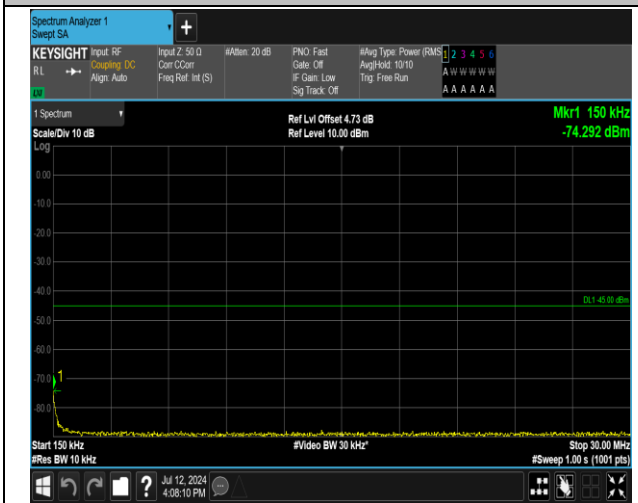 Spectrum Analyzer 1
Swept SA
+
KEYSIGHT Input: RF Input Z: 50 Ω #Atten: 20 dB PNO: Fast #Avg Type: Power (RMS 1 2 3 4 5 6
RL Coupling: DC Corr CCorr Gate: Off Avg|Hold: 10/10 A W W W W W
Align: Auto Freq Ref: Int (S) IF Gain: Low Trig: Free Run
Sig Track: Off A A A A A A
1 Spectrum Ref Lvl Offset 4.73 dB Mkr1 150 kHz
Scale/Div 10 dB Ref Level 10.00 dBm -74.292 dBm
Log
0.00
-10.0
-20.0
-30.0
-40.0
DL1 -45.00 dBm
-50.0
-60.0
-70.0 1
-80.0
Start 150 kHz #Video BW 30 kHz* Stop 30.00 MHz
#Res BW 10 kHz #Sweep 1.00 s (1001 pts)
? Jul 12, 2024
4:08:10 PM